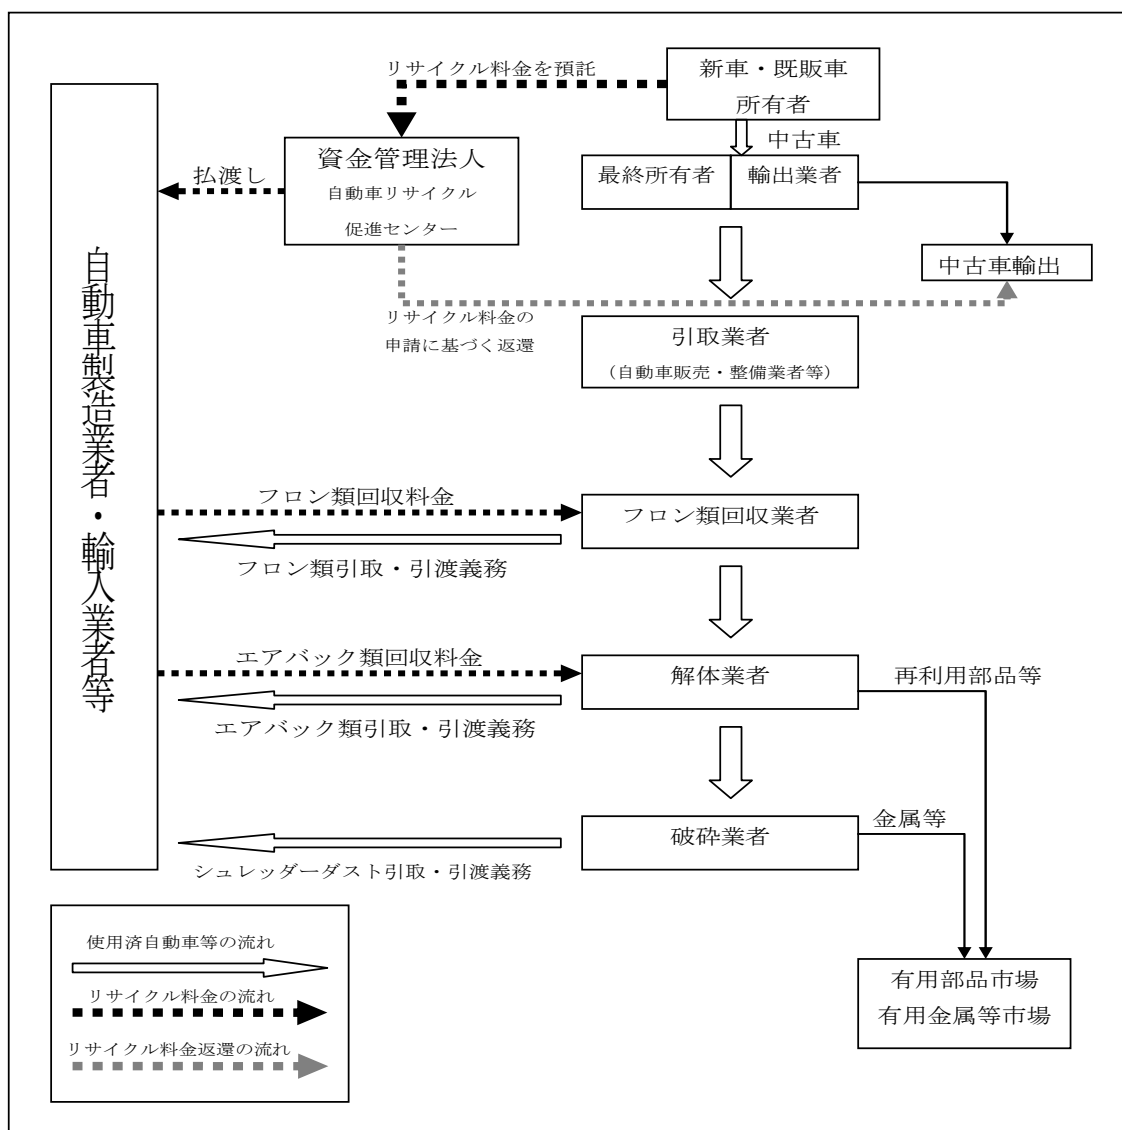 リサイクル料金を預託
新車・既販車
所有者
中古車
資金管理法人
自動車リサイクル
促進センター
払渡し
最終所有者
輸出業者
中古車輸出
リサイクル料金の
申請に基づく返還
引取業者
（自動車販売・整備業者等）
自動車製造業者・輸入業者等
フロン類回収料金
フロン類回収業者
フロン類引取・引渡義務
エアバック類回収料金
解体業者
再利用部品等
エアバック類引取・引渡義務
破砕業者
金属等
シュレッダーダスト引取・引渡義務
使用済自動車等の流れ
リサイクル料金の流れ
リサイクル料金返還の流れ
有用部品市場
有用金属等市場